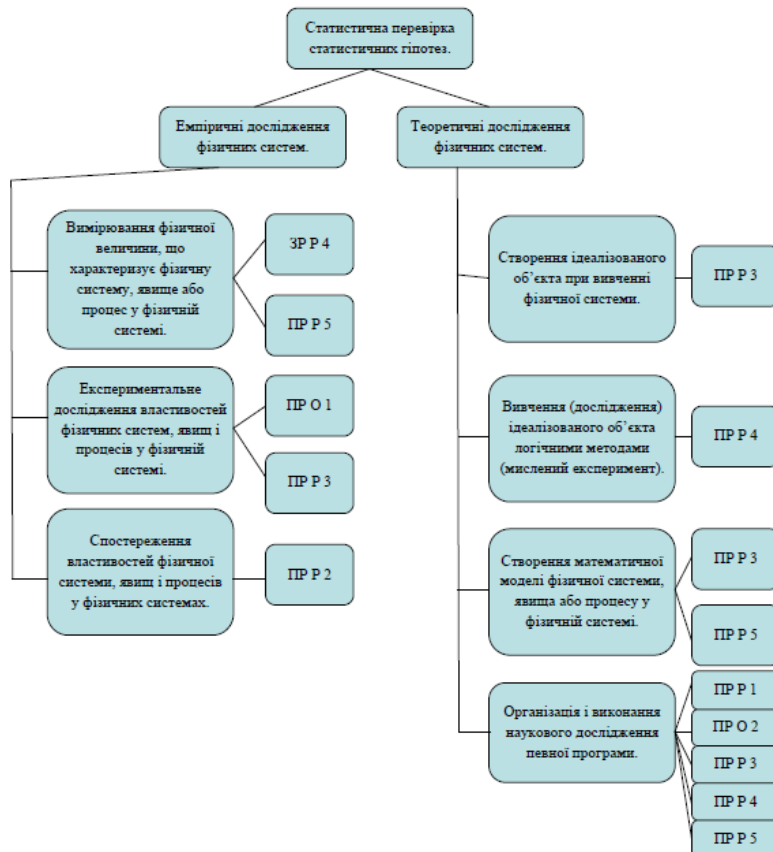 Статистична перевірка
статистичних гіпотез.
Емпіричні дослідження
фізичних систем.
Теоретичні дослідження
фізичних систем.
Вимірювання фізичної
величини, що
характеризує фізичну
систему, явище або
процес у фізичній
системі.
ЗР Р 4
ПР Р 5
Експериментальне
дослідження властивостей
фізичних систем, явищ і
процесів у фізичній
системі.
ПР О 1
ПР Р 3
Спостереження
властивостей фізичної
системи, явищ і процесів
у фізичних системах.
ПР Р 2
Створення ідеалізованого
об’єкта при вивченні
фізичної системи.
ПР Р 3
Вивчення (дослідження)
ідеалізованого об’єкта
логічними методами
(мислений експеримент).
ПР Р 4
Створення математичної
моделі фізичної системи,
явища або процесу у
фізичній системі.
ПР Р 3
ПР Р 5
Організація і виконання
наукового дослідження
певної програми.
ПР Р 1
ПР О 2
ПР Р 3
ПР Р 4
ПР Р 5